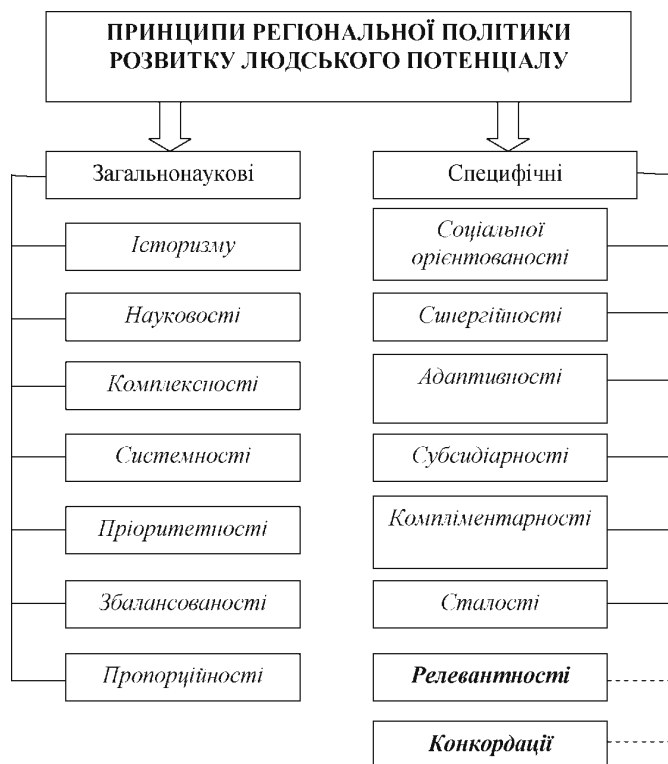 ПРИНЦИПИ РЕГІОНАЛЬНОЇ ПОЛІТИКИ
РОЗВИТКУ ЛЮДСЬКОГО ПОТЕНЦІАЛУ
Загальнонаукові
Історизму
Науковості
Комплексності
Системності
Пріоритетності
Збалансованості
Пропорційності
Специфічні
Соціальної
орієнтованості
Синергійності
Адаптивності
Субсидіарності
Компліментарності
Сталості
Релевантності
Конкордації